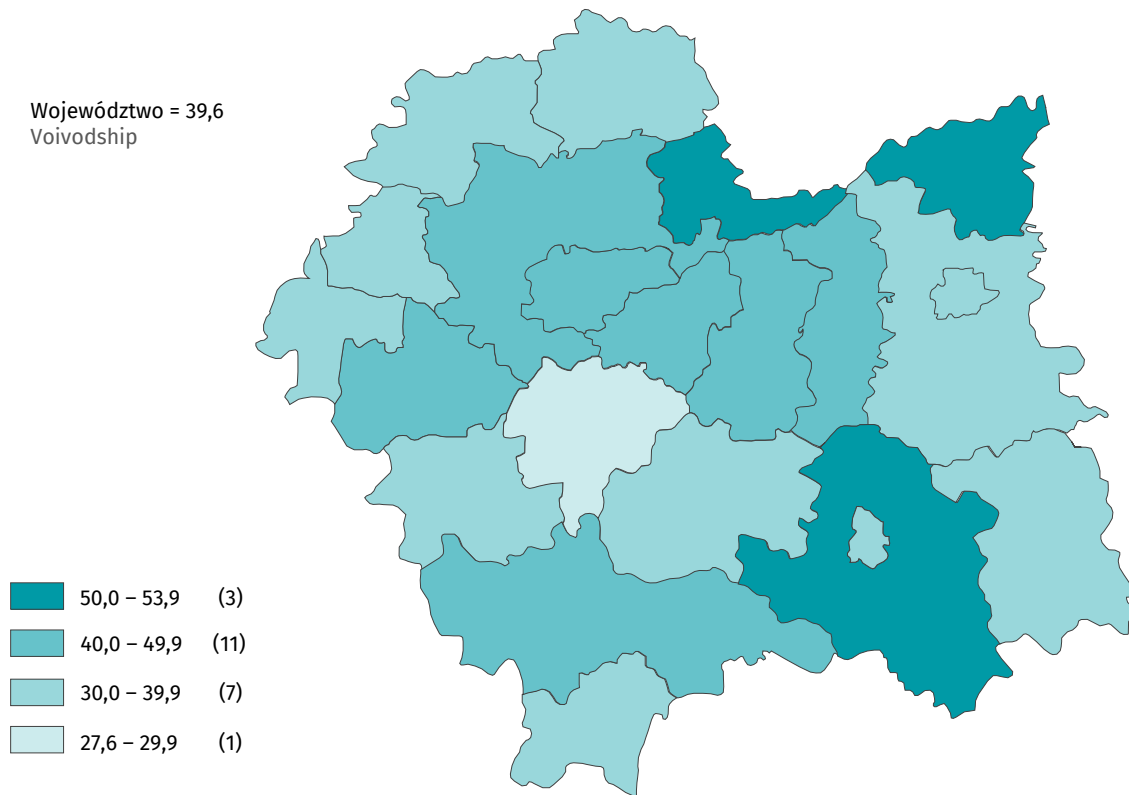 Województwo = 39,6
Voivodship
50,0 – 53,9 (3)
40,0 – 49,9 (11)
30,0 – 39,9 (7)
27,6 – 29,9 (1)